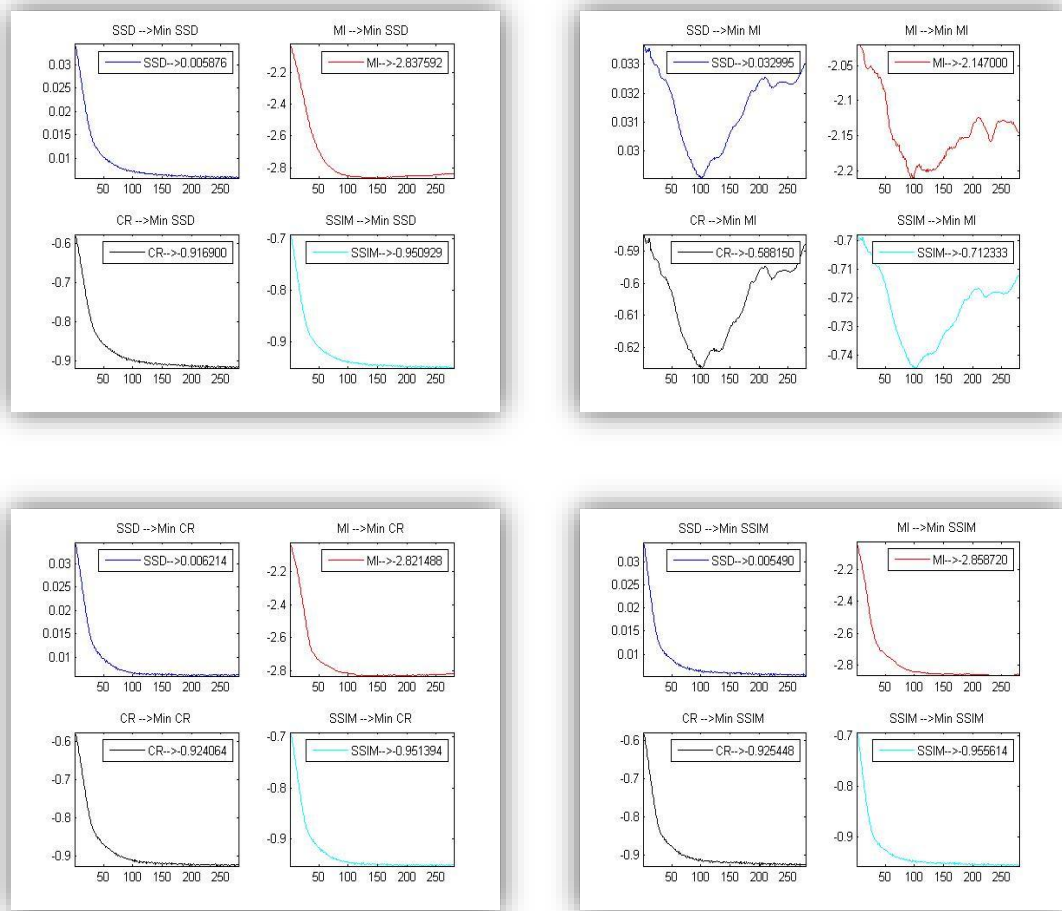 SSD -->Min SSD
MI -->Min SSD
SSD-->0.005876
MI-->-2.837592
0.03
0.025
0.02
0.015
0.01
-2.2
-2.4
-2.6
-2.8
50 100 150 200 250
50 100 150 200 250
CR -->Min SSD
SSIM -->Min SSD
CR-->-0.916900
SSIM-->-0.950929
-0.6
-0.7
-0.8
-0.9
-0.7
-0.8
-0.9
50 100 150 200 250
50 100 150 200 250
SSD -->Min MI
MI -->Min MI
SSD-->0.032995
MI-->-2.147000
0.033
0.032
0.031
0.03
-2.05
-2.1
-2.15
-2.2
50 100 150 200 250
50 100 150 200 250
CR -->Min MI
SSIM -->Min MI
CR-->-0.588150
SSIM-->-0.712333
-0.59
-0.6
-0.61
-0.62
-0.7
-0.71
-0.72
-0.73
-0.74
50 100 150 200 250
50 100 150 200 250
SSD -->Min CR
MI -->Min CR
SSD-->0.006214
MI-->-2.821488
0.03
0.025
0.02
0.015
0.01
-2.2
-2.4
-2.6
-2.8
50 100 150 200 250
50 100 150 200 250
CR -->Min CR
SSIM -->Min CR
CR-->-0.924064
SSIM-->-0.951394
-0.6
-0.7
-0.8
-0.9
-0.7
-0.8
-0.9
50 100 150 200 250
50 100 150 200 250
SSD -->Min SSIM
MI -->Min SSIM
SSD-->0.005490
MI-->-2.858720
0.03
0.025
0.02
0.015
0.01
-2.2
-2.4
-2.6
-2.8
50 100 150 200 250
50 100 150 200 250
CR -->Min SSIM
SSIM -->Min SSIM
CR-->-0.925448
SSIM-->-0.955614
-0.6
-0.7
-0.8
-0.9
-0.7
-0.8
-0.9
50 100 150 200 250
50 100 150 200 250